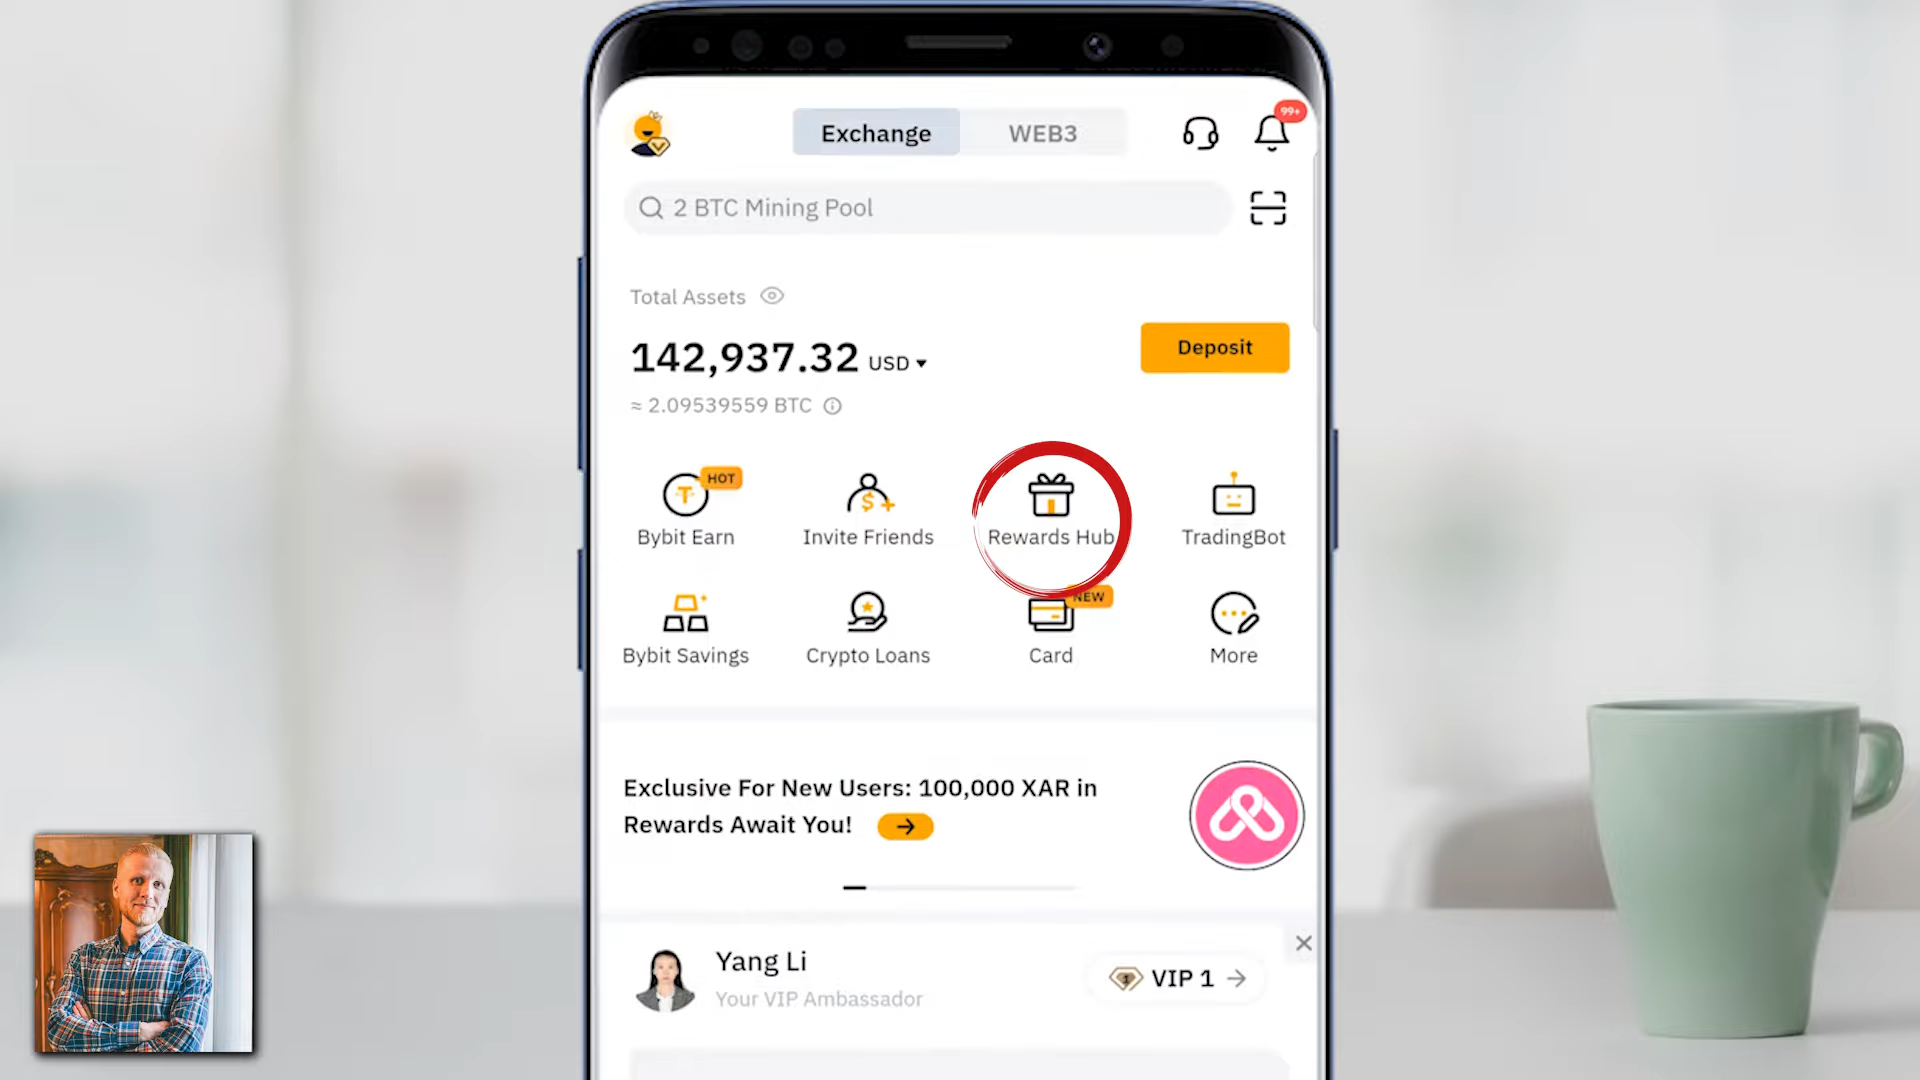 Exchange
WEB3
99+
2 BTC Mining Pool
Total Assets
142,937.32 USD
Deposit
≈ 2.09539559 BTC
HOT
Bybit Earn
Invite Friends
Rewards Hub
TradingBot
NEW
Bybit Savings
Crypto Loans
Card
More
Exclusive For New Users: 100,000 XAR in
Rewards Await You!
Yang Li
Your VIP Ambassador
VIP 1